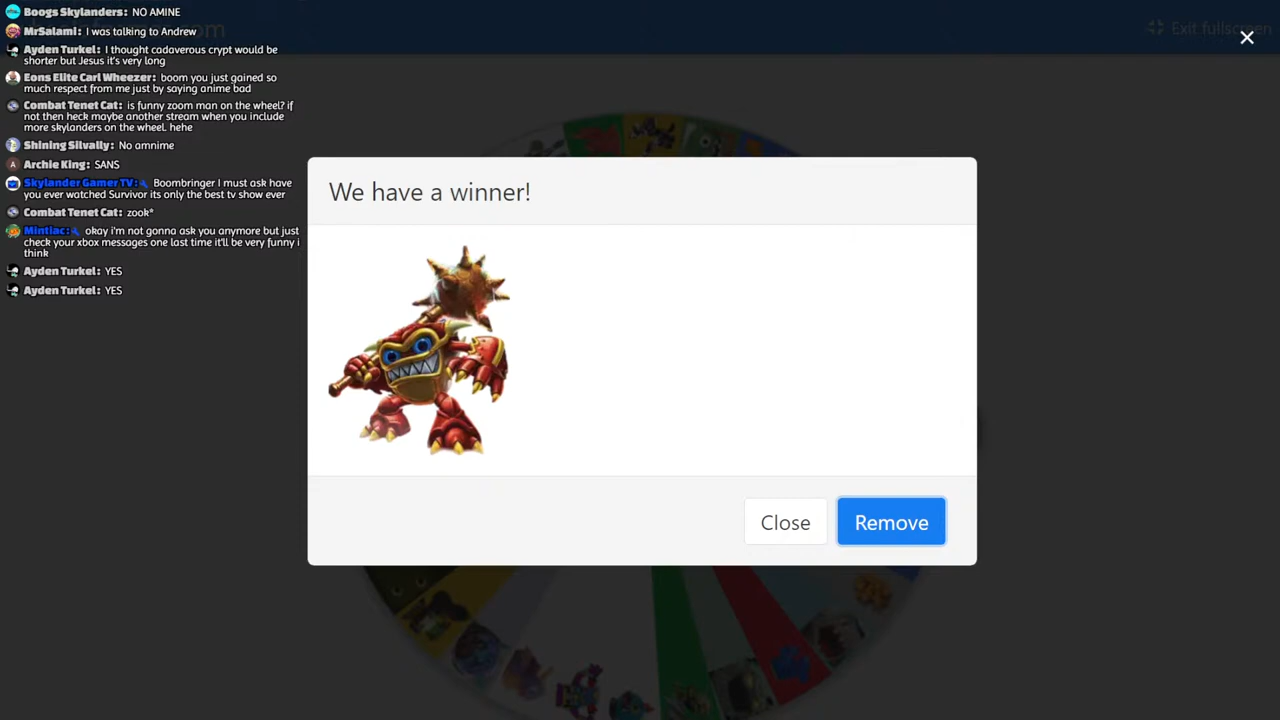 Boogs Skylanders: NO AMINE
MrSalami: I was talking to Andrew
Ayden Turkel: I thought cadaverous crypt would be
shorter but Jesus it's very long
Eons Elite Carl Wheezer: boom you just gained so
much respect from me just by saying anime bad
Combat Tenet Cat: is funny zoom man on the wheel? if
not then heck maybe another stream when you include
more skylanders on the wheel. hehe
Shining Silvally: No amnime
Archie King: SANS
Skylander Gamer TV: Boombringer I must ask have
you ever watched Survivor its only the best tv show ever
Combat Tenet Cat: zook*
Mintiac: okay i'm not gonna ask you anymore but just
check your xbox messages one last time it'll be very funny i
think
Ayden Turkel: YES
Ayden Turkel: YES
Exit fullscreen
We have a winner!
Close
Remove